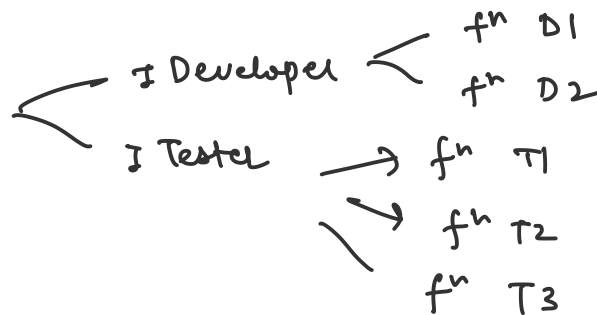 fⁿ D1
I Developer
fⁿ D2
I Tester
fⁿ T1
fⁿ T2
fⁿ T3